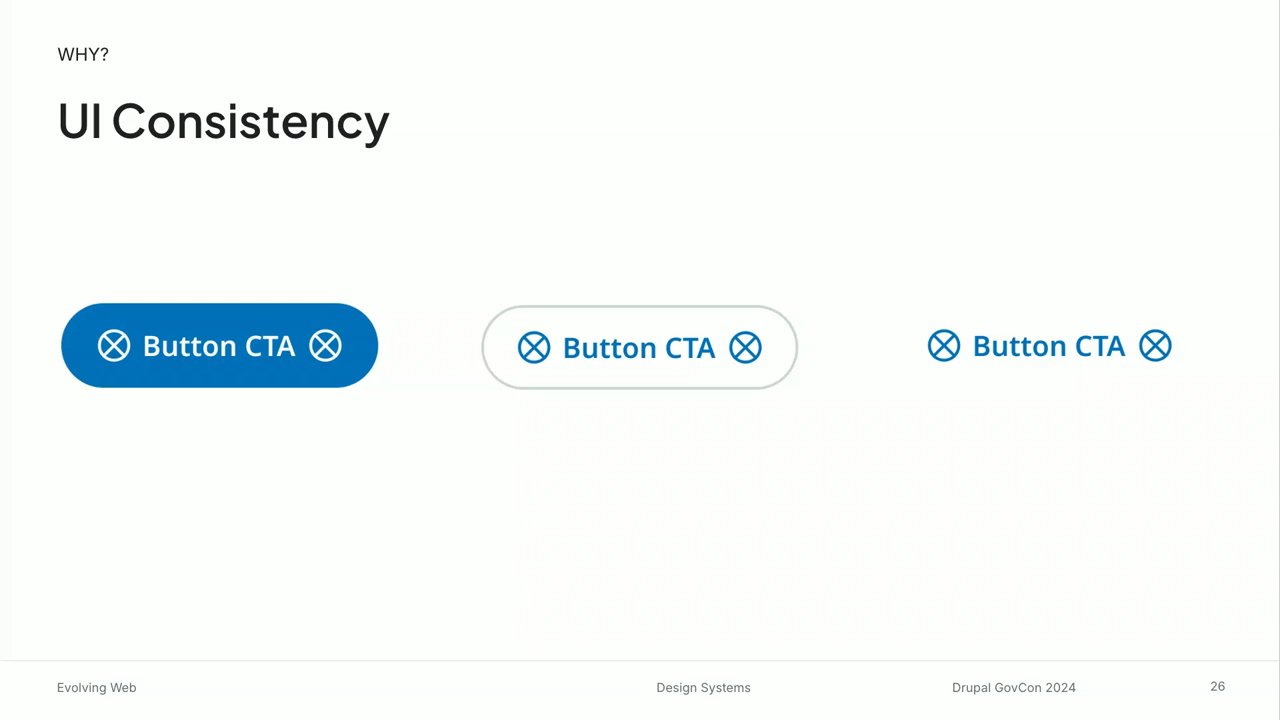 WHY?
UI Consistency
Button CTA
Button CTA
Button CTA
Evolving Web
Design Systems
Drupal GovCon 2024
26